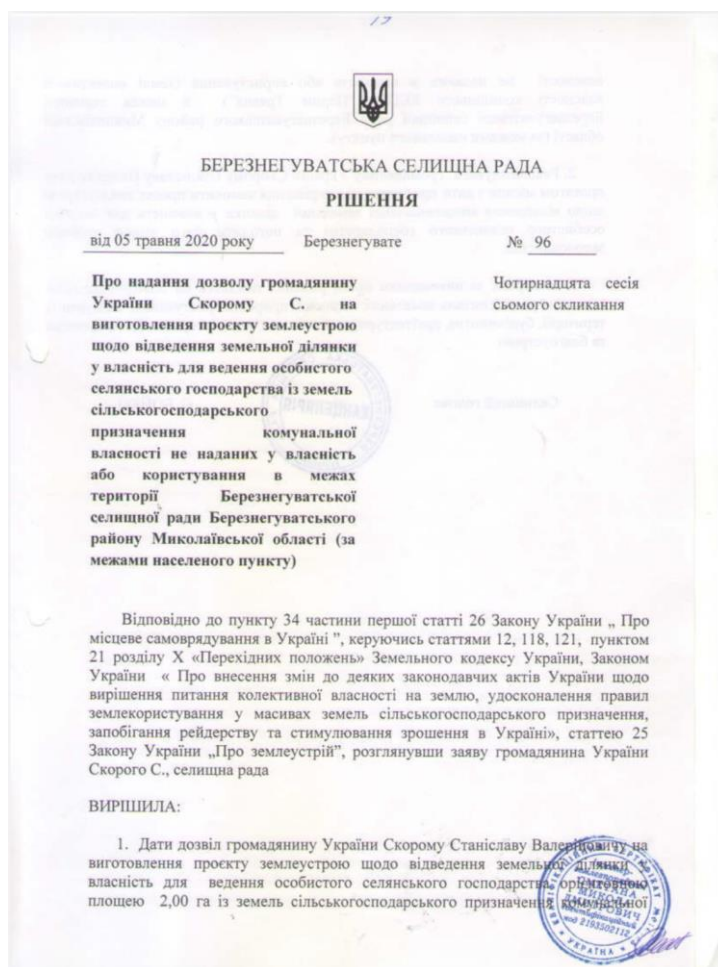 БЕРЕЗНЕГУВАТСЬКА СЕЛИЩНА РАДА
РІШЕННЯ
від 05 травня 2020 року Березнегувате № 96
Про надання дозволу громадянину
України Скорому С. на
виготовлення проєкту землеустрою
щодо відведення земельної ділянки
у власність для ведення особистого
селянського господарства із земель
сільськогосподарського
призначення комунальної
власності не наданих у власність
або користування в межах
території Березнегуватської
селищної ради Березнегуватського
району Миколаївської області (за
межами населеного пункту)
Чотирнадцята сесія
сьомого скликання
Відповідно до пункту 34 частини першої статті 26 Закону України „ Про
місцеве самоврядування в Україні ”, керуючись статтями 12, 118, 121, пунктом
21 розділу X «Перехідних положень» Земельного кодексу України, Законом
України « Про внесення змін до деяких законодавчих актів України щодо
вирішення питання колективної власності на землю, удосконалення правил
землекористування у масивах земель сільськогосподарського призначення,
запобігання рейдерству та стимулювання зрошення в Україні», статтею 25
Закону України „Про землеустрій”, розглянувши заяву громадянина України
Скорого С., селищна рада
ВИРІШИЛА:
1. Дати дозвіл громадянину України Скорому Станіславу Валерійовичу на
виготовлення проєкту землеустрою щодо відведення земельної ділянки у
власність для ведення особистого селянського господарства орієнтовною
площею 2,00 га із земель сільськогосподарського призначення комунальної
2193502112
УКРАЇНА